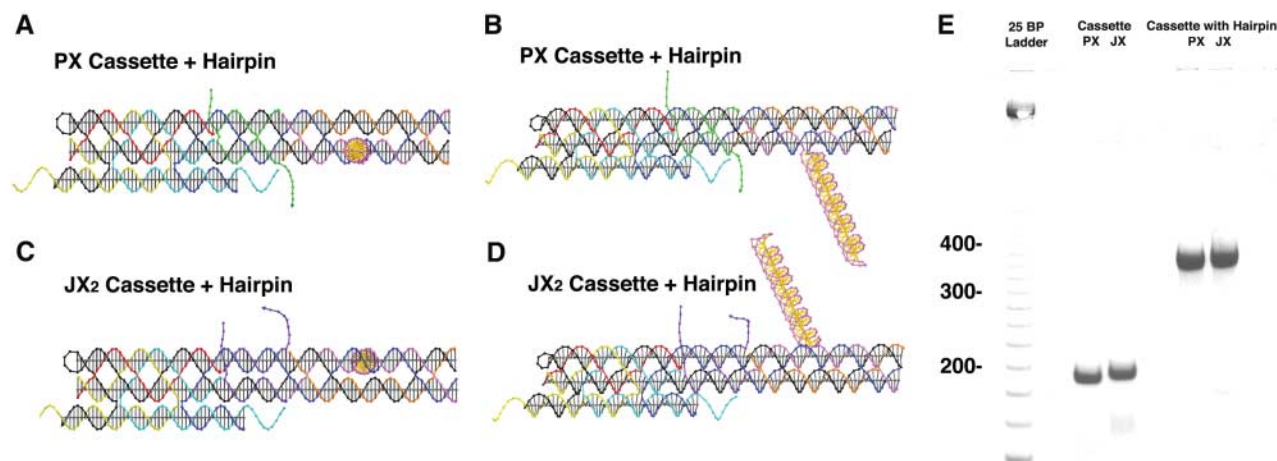 A
PX Cassette + Hairpin
B
PX Cassette + Hairpin
C
JX2 Cassette + Hairpin
D
JX2 Cassette + Hairpin
E
25 BP
Ladder
Cassette
PX JX
Cassette with Hairpin
PX JX
400-
300-
200-